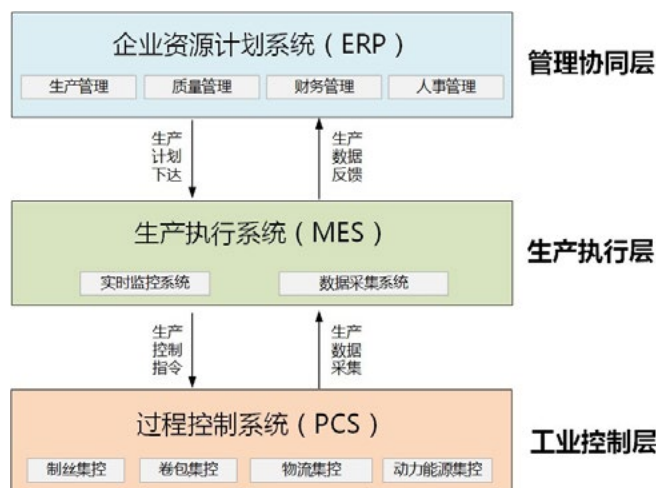 企业资源计划系统（ERP）
管理协同层
生产管理
质量管理
财务管理
人事管理
生产
计划
下达
生产
数据
反馈
生产执行系统（MES）
生产执行层
实时监控系统
数据采集系统
生产
控制
指令
生产
数据
采集
过程控制系统（PCS）
工业控制层
制丝集控
卷包集控
物流集控
动力能源集控